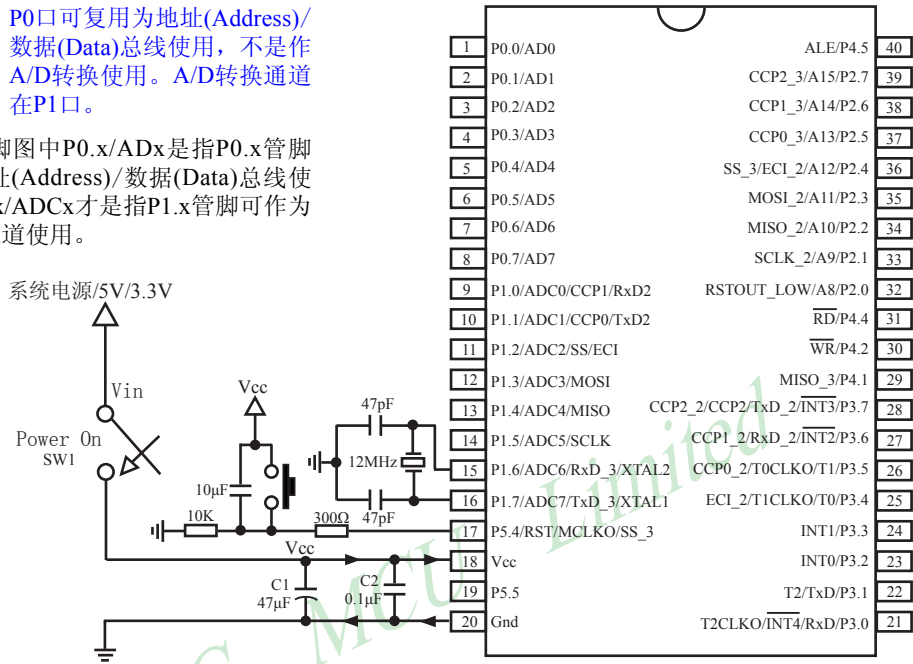 P0口可复用为地址(Address)/
数据(Data)总线使用，不是作
A/D转换使用。A/D转换通道
在P1口。
脚图中P0.x/ADx是指P0.x管脚
址(Address)/数据(Data)总线使
x/ADCx才是指P1.x管脚可作为
道使用。
系统电源/5V/3.3V
Vin
Power On
SW1
Vcc
10μF
10K
300Ω
47pF
12MHz
47pF
Vcc
C1
47μF
C2
0.1μF
1 P0.0/AD0
2 P0.1/AD1
3 P0.2/AD2
4 P0.3/AD3
5 P0.4/AD4
6 P0.5/AD5
7 P0.6/AD6
8 P0.7/AD7
9 P1.0/ADC0/CCP1/RxD2
10 P1.1/ADC1/CCP0/TxD2
11 P1.2/ADC2/SS/ECI
12 P1.3/ADC3/MOSI
13 P1.4/ADC4/MISO
14 P1.5/ADC5/SCLK
15 P1.6/ADC6/RxD_3/XTAL2
16 P1.7/ADC7/TxD_3/XTAL1
17 P5.4/RST/MCLKO/SS_3
18 Vcc
19 P5.5
20 Gnd
ALE/P4.5 40
CCP2_3/A15/P2.7 39
CCP1_3/A14/P2.6 38
CCP0_3/A13/P2.5 37
SS_3/ECI_2/A12/P2.4 36
MOSI_2/A11/P2.3 35
MISO_2/A10/P2.2 34
SCLK_2/A9/P2.1 33
RSTOUT_LOW/A8/P2.0 32
RD/P4.4 31
WR/P4.2 30
MISO_3/P4.1 29
CCP2_2/CCP2/TxD_2/INT3/P3.7 28
CCP1_2/RxD_2/INT2/P3.6 27
CCP0_2/T0CLKO/T1/P3.5 26
ECI_2/T1CLKO/T0/P3.4 25
INT1/P3.3 24
INT0/P3.2 23
T2/TxD/P3.1 22
T2CLKO/INT4/RxD/P3.0 21
MCU Limited